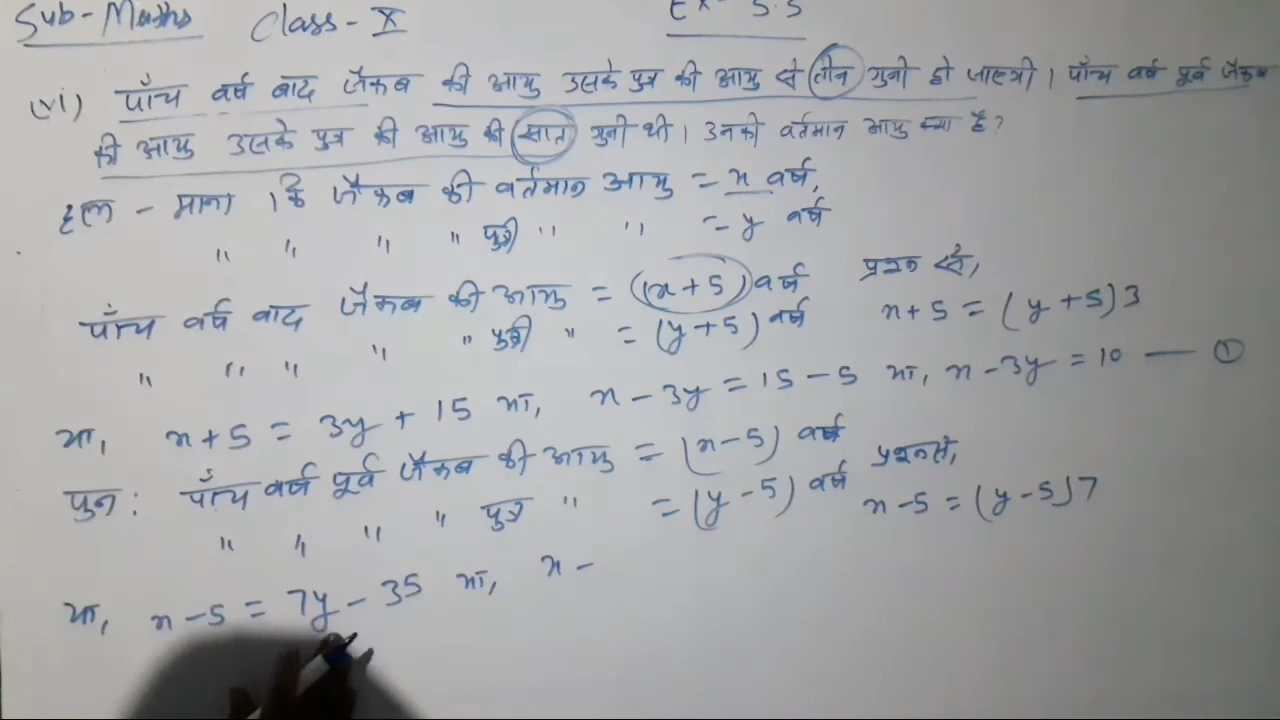 Sub-Maths Class-X Ex-3.3
(vi) पाँच वर्ष बाद जैकब की आयु उसके पुत्र की आयु से तीन गुनी हो जाएगी। पाँच वर्ष पूर्व जैकब
की आयु उसके पुत्र की आयु की सात गुनी थी। उनकी वर्तमान आयु क्या है?
हल - माना कि जैकब की वर्तमान आयु = x वर्ष,
" " " " पुत्र " " = y वर्ष
पाँच वर्ष बाद जैकब की आयु = (x+5) वर्ष प्रश्न से,
" " " " " पुत्र " = (y+5) वर्ष x+5 = (y+5)3
या, x+5 = 3y + 15 या, x - 3y = 15 - 5 या, x - 3y = 10 — ①
पुन: पाँच वर्ष पूर्व जैकब की आयु = (x-5) वर्ष प्रश्न से,
" " " " पुत्र " = (y-5) वर्ष x-5 = (y-5)7
या, x-5 = 7y - 35 या, x -